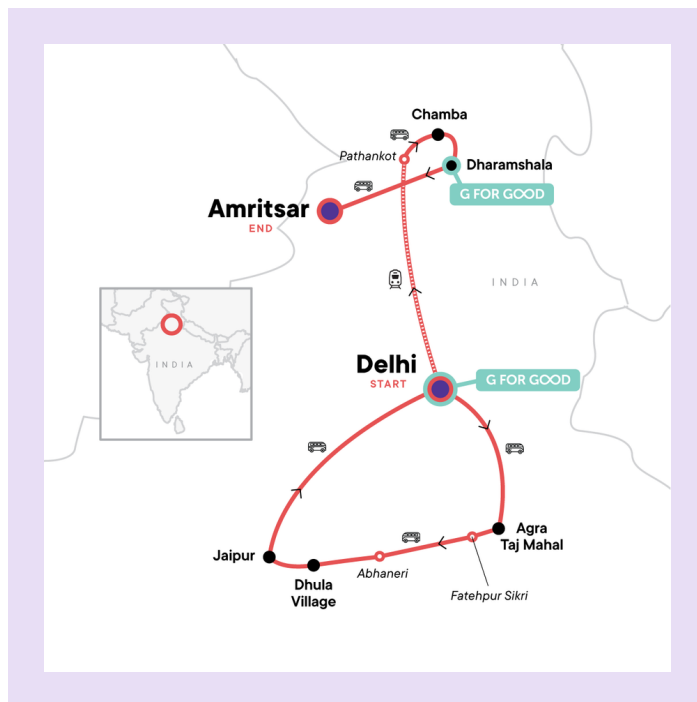 Chamba
Pathankot
Dharamshala
G FOR GOOD
Amritsar
END
INDIA
INDIA
Delhi
START
G FOR GOOD
Agra
Taj Mahal
Jaipur
Abhaneri
Dhula
Village
Fatehpur Sikri